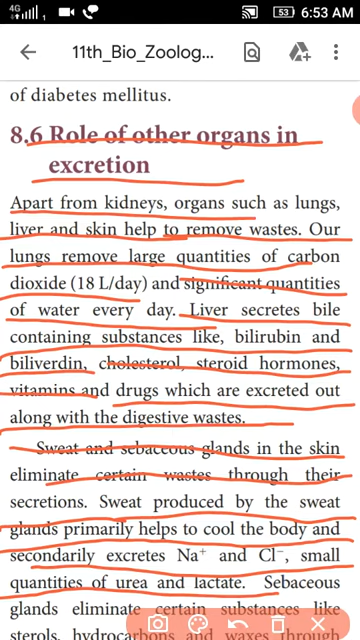 4G
53
6:53 AM
11th_Bio_Zoolog...
of diabetes mellitus.
8.6 Role of other organs in
excretion
Apart from kidneys, organs such as lungs,
liver and skin help to remove wastes. Our
lungs remove large quantities of carbon
dioxide (18 L/day) and significant quantities
of water every day. Liver secretes bile
containing substances like, bilirubin and
biliverdin, cholesterol, steroid hormones,
vitamins and drugs which are excreted out
along with the digestive wastes.
Sweat and sebaceous glands in the skin
eliminate certain wastes through their
secretions. Sweat produced by the sweat
glands primarily helps to cool the body and
secondarily excretes Na⁺ and Cl⁻, small
quantities of urea and lactate. Sebaceous
glands eliminate certain substances like
sterols, hydrocarbons and waxes through